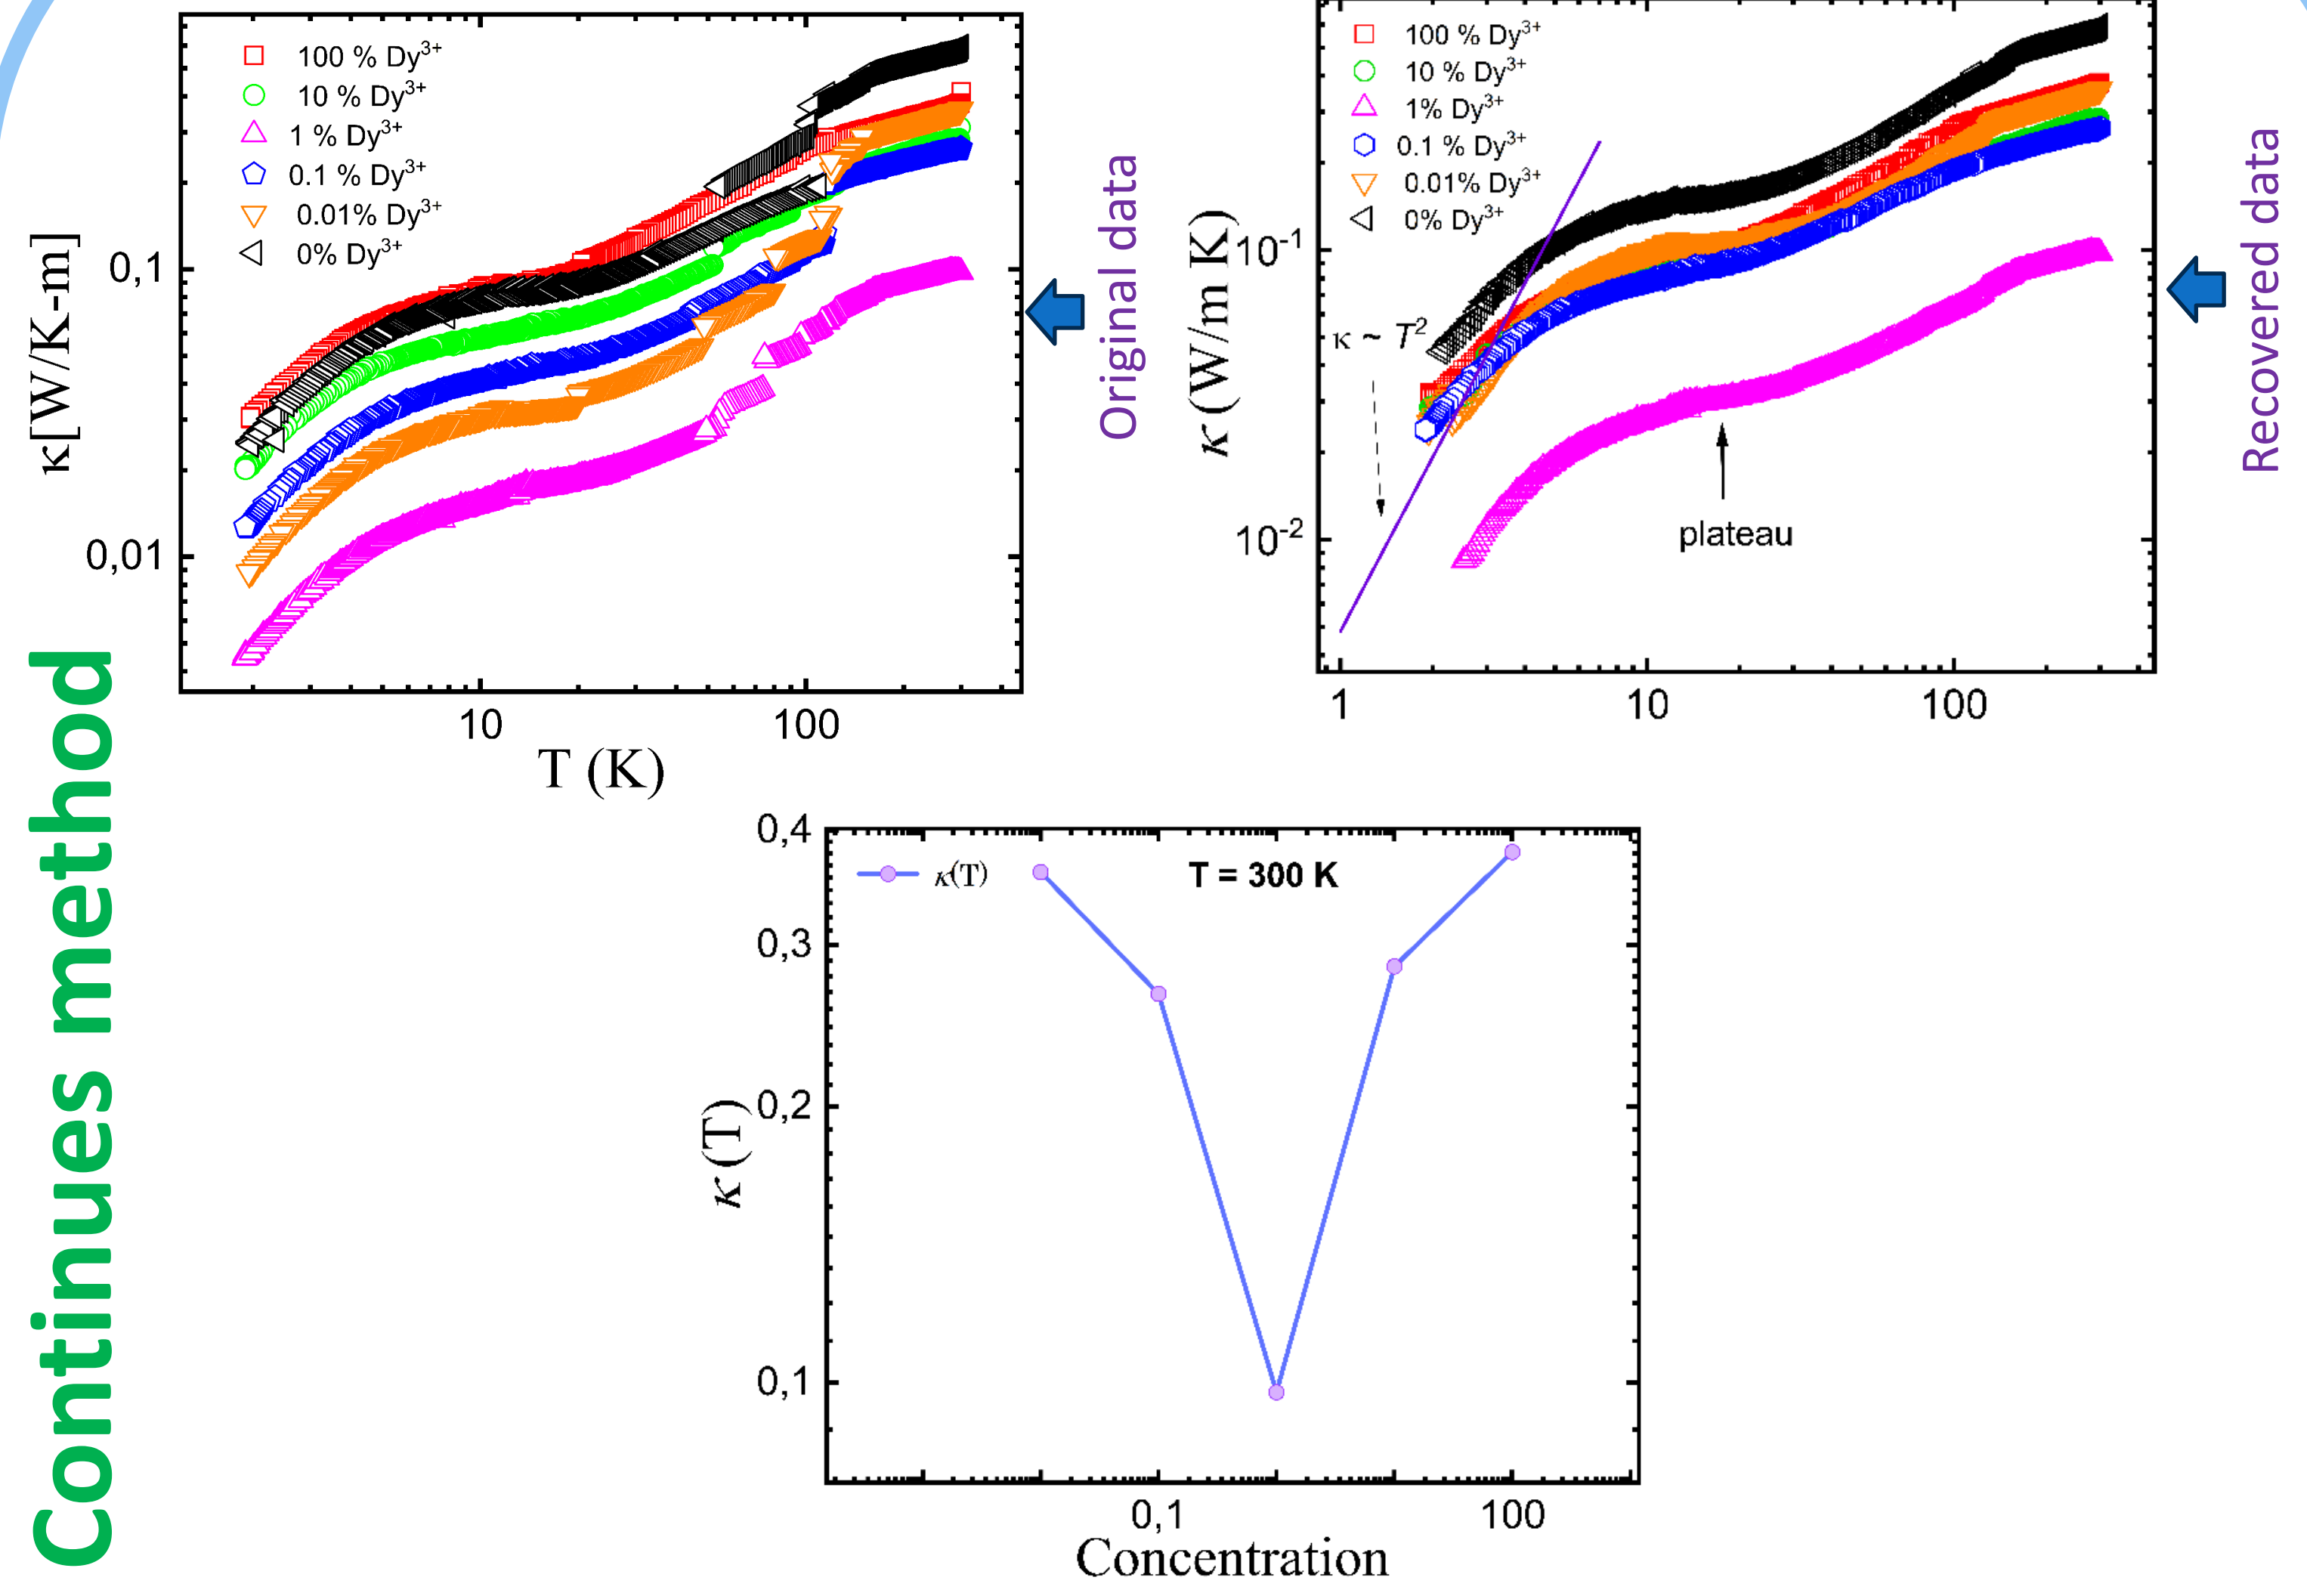 Continues method
100 % Dy³⁺
10 % Dy³⁺
1 % Dy³⁺
0.1 % Dy³⁺
0.01% Dy³⁺
0% Dy³⁺
κ[W/K-m]
0,1
0,01
10
100
T (K)
Original data
100 % Dy³⁺
10 % Dy³⁺
1% Dy³⁺
0.1 % Dy³⁺
0.01% Dy³⁺
0% Dy³⁺
κ (W/m K)
10⁻¹
10⁻²
κ ~ T²
plateau
1
10
100
Recovered data
κ(T)
T = 300 K
κ (T)
0,4
0,3
0,2
0,1
0,1
100
Concentration